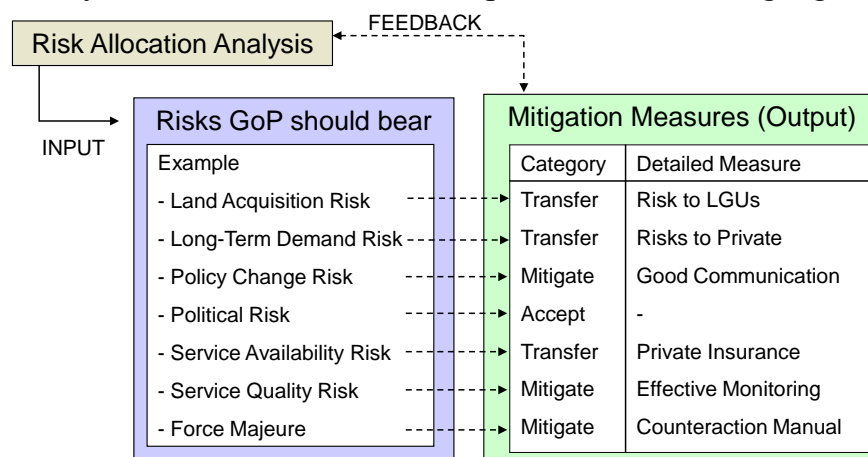 FEEDBACK
Risk Allocation Analysis
INPUT
Risks GoP should bear
Example
- Land Acquisition Risk
- Long-Term Demand Risk
- Policy Change Risk
- Political Risk
- Service Availability Risk
- Service Quality Risk
- Force Majeure
Mitigation Measures (Output)
Category Detailed Measure
Transfer Risk to LGUs
Transfer Risks to Private
Mitigate Good Communication
Accept -
Transfer Private Insurance
Mitigate Effective Monitoring
Mitigate Counteraction Manual